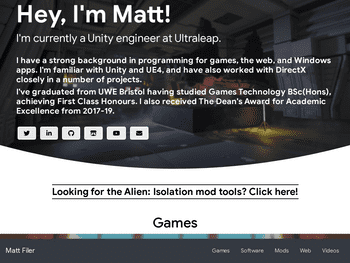 Hey, I'm Matt!
I'm currently a Unity engineer at Ultraleap.
I have a strong background in programming for games, the web, and Windows
apps. I'm familiar with Unity and UE4, and have also worked with DirectX
closely in a number of projects.
I've graduated from UWE Bristol having studied Games Technology BSc(Hons),
achieving First Class Honours. I also received The Dean's Award for Academic
Excellence from 2017-19.
Looking for the Alien: Isolation mod tools? Click here!
Games
Matt Filer Games Software Mods Web Videos